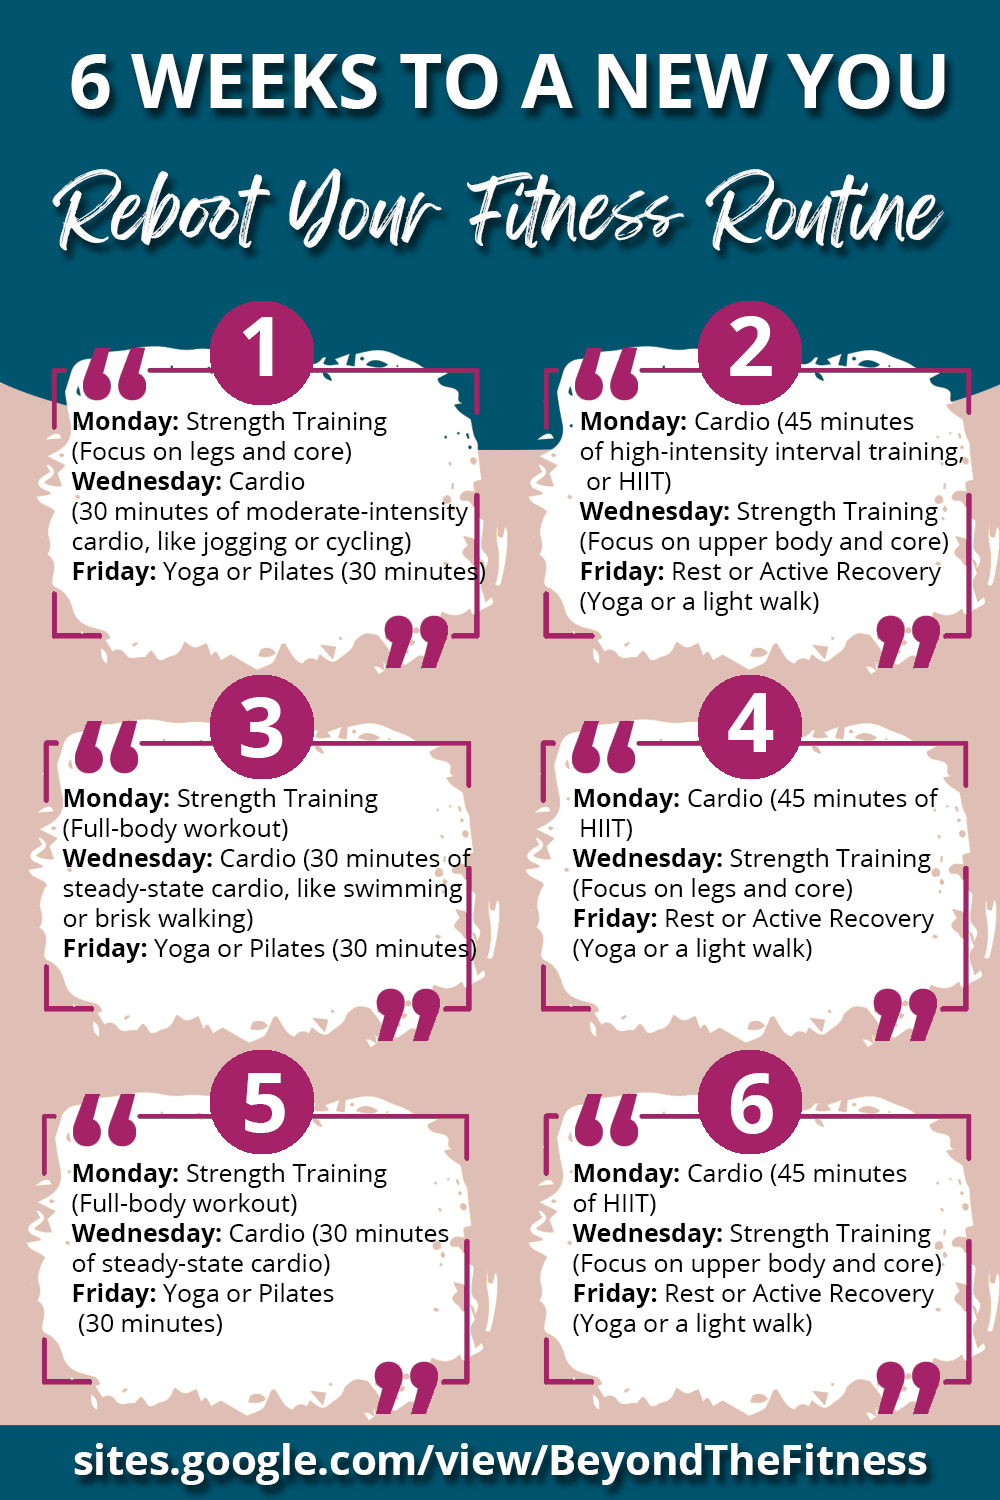 6 WEEKS TO A NEW YOU
Reboot Your Fitness Routine
1
Monday: Strength Training
(Focus on legs and core)
Wednesday: Cardio
(30 minutes of moderate-intensity
cardio, like jogging or cycling)
Friday: Yoga or Pilates (30 minutes)
2
Monday: Cardio (45 minutes
of high-intensity interval training,
or HIIT)
Wednesday: Strength Training
(Focus on upper body and core)
Friday: Rest or Active Recovery
(Yoga or a light walk)
3
Monday: Strength Training
(Full-body workout)
Wednesday: Cardio (30 minutes of
steady-state cardio, like swimming
or brisk walking)
Friday: Yoga or Pilates (30 minutes)
4
Monday: Cardio (45 minutes of
HIIT)
Wednesday: Strength Training
(Focus on legs and core)
Friday: Rest or Active Recovery
(Yoga or a light walk)
5
Monday: Strength Training
(Full-body workout)
Wednesday: Cardio (30 minutes
of steady-state cardio)
Friday: Yoga or Pilates
(30 minutes)
6
Monday: Cardio (45 minutes
of HIIT)
Wednesday: Strength Training
(Focus on upper body and core)
Friday: Rest or Active Recovery
(Yoga or a light walk)
sites.google.com/view/BeyondTheFitness